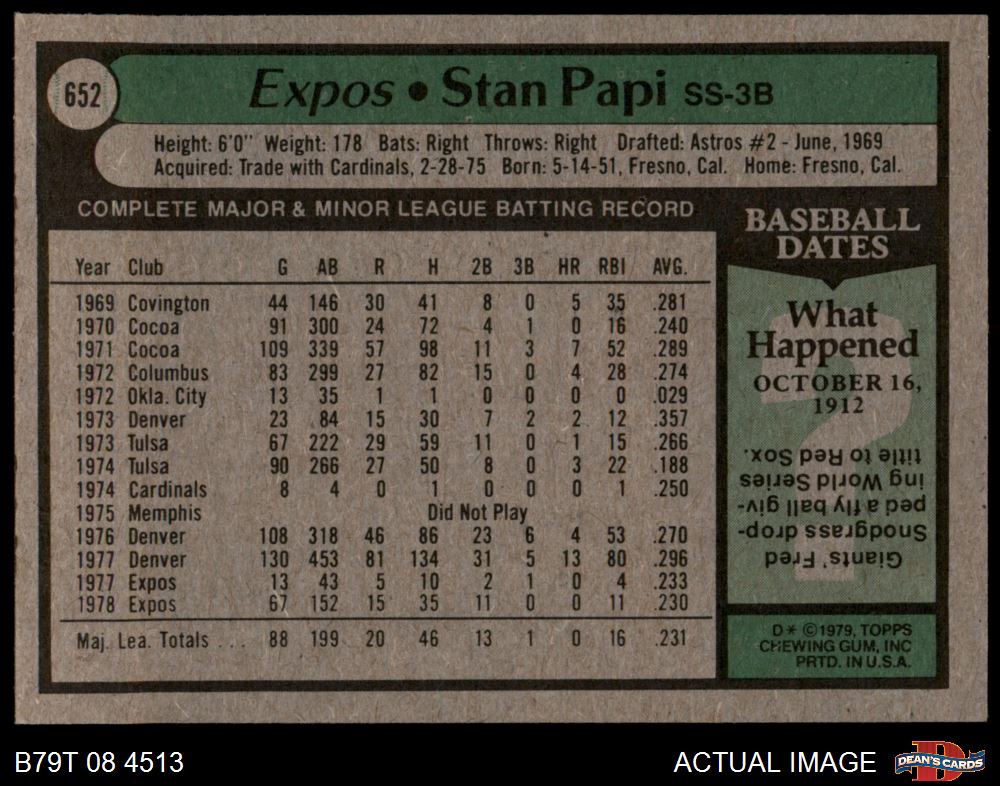 652
Expos • Stan Papi SS-3B
Height: 6'0" Weight: 178 Bats: Right Throws: Right Drafted: Astros #2 - June, 1969
Acquired: Trade with Cardinals, 2-28-75 Born: 5-14-51, Fresno, Cal. Home: Fresno, Cal.
COMPLETE MAJOR & MINOR LEAGUE BATTING RECORD
Year Club G AB R H 2B 3B HR RBI AVG.
1969 Covington 44 146 30 41 8 0 5 35 .281
1970 Cocoa 91 300 24 72 4 1 0 16 .240
1971 Cocoa 109 339 57 98 11 3 7 52 .289
1972 Columbus 83 299 27 82 15 0 4 28 .274
1972 Okla. City 13 35 1 1 0 0 0 0 .029
1973 Denver 23 84 15 30 7 2 2 12 .357
1973 Tulsa 67 222 29 59 11 0 1 15 .266
1974 Tulsa 90 266 27 50 8 0 3 22 .188
1974 Cardinals 8 4 0 1 0 0 0 1 .250
1975 Memphis Did Not Play
1976 Denver 108 318 46 86 23 6 4 53 .270
1977 Denver 130 453 81 134 31 5 13 80 .296
1977 Expos 13 43 5 10 2 1 0 4 .233
1978 Expos 67 152 15 35 11 0 0 11 .230
Maj. Lea. Totals ... 88 199 20 46 13 1 0 16 .231
BASEBALL
DATES
What
Happened
OCTOBER 16,
1912
Giants' Fred
Snodgrass drop-
ped a fly ball giv-
ing World Series
title to Red Sox.
D* ©1979, TOPPS
CHEWING GUM, INC
PRTD. IN U.S.A.
B79T 08 4513
ACTUAL IMAGE
D
DEAN'S CARDS